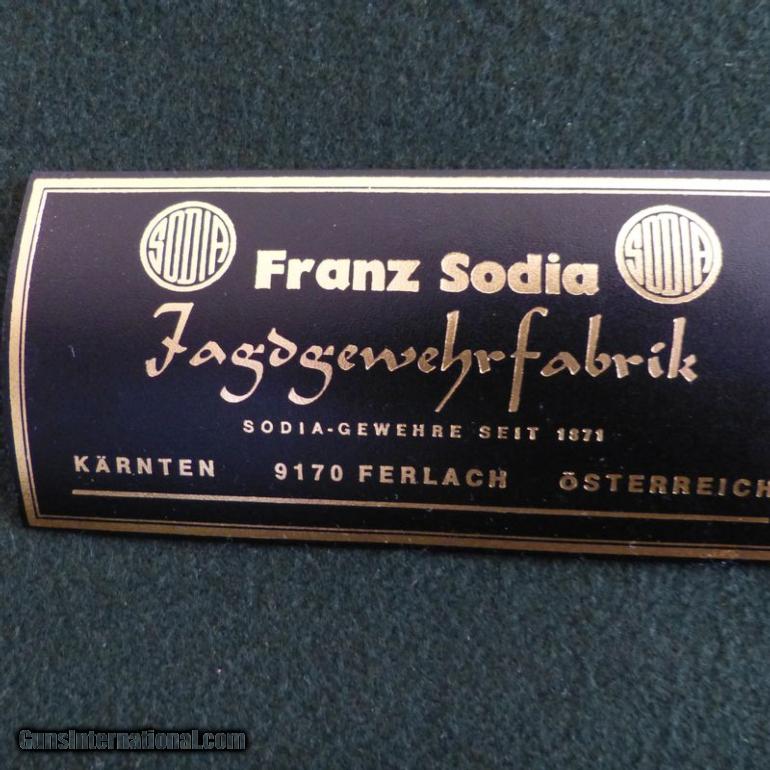 SODIA SODIA
Franz Sodia
Jagdgewehrfabrik
SODIA-GEWEHRE SEIT 1871
KÄRNTEN 9170 FERLACH ÖSTERREICH
GunsInternational.com